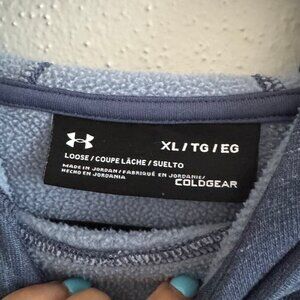 XL / TG / EG
LOOSE / COUPE LÂCHE / SUELTO
MADE IN JORDAN / FABRIQUÉ EN JORDANIE/
HECHO EN JORDANIA
COLDGEAR